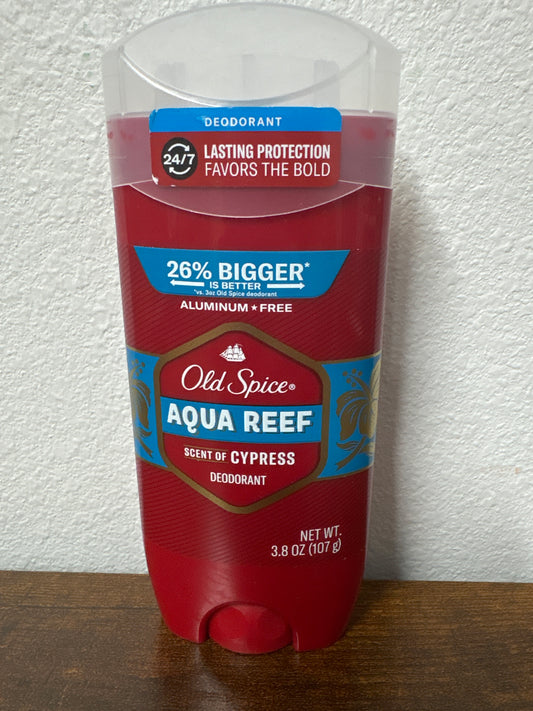 DEODORANT
24/7
LASTING PROTECTION
FAVORS THE BOLD
26% BIGGER*
IS BETTER
*vs. 3oz Old Spice deodorant
ALUMINUM★FREE
Old Spice®
AQUA REEF
SCENT OF CYPRESS
DEODORANT
NET WT.
3.8 OZ (107 g)